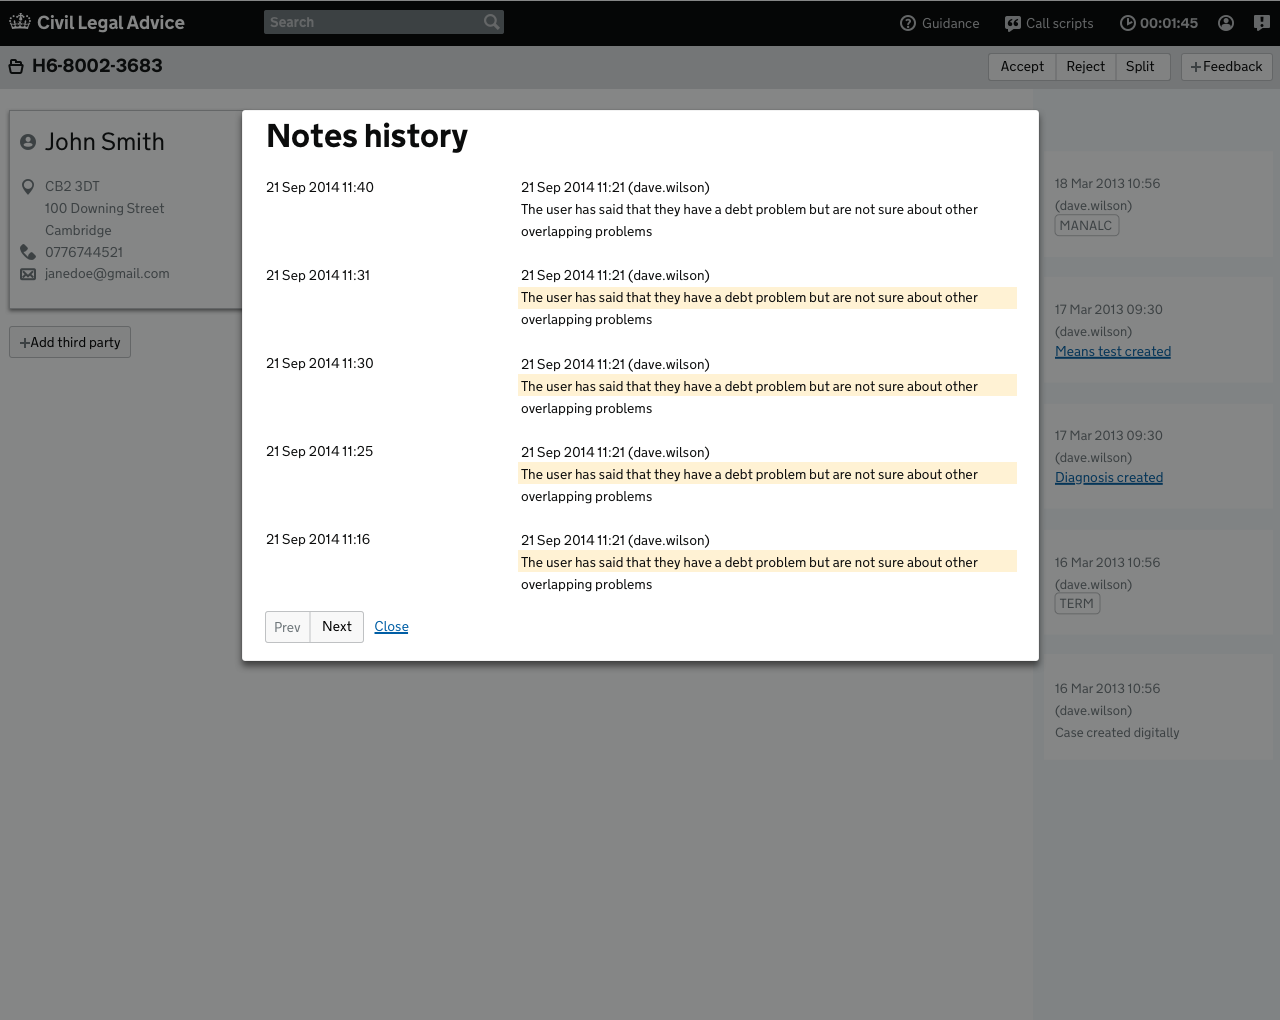 Civil Legal Advice
Search
Guidance
Call scripts
00:01:45
H6-8002-3683
Accept
Reject
Split
+Feedback
John Smith
CB2 3DT
100 Downing Street
Cambridge
0776744521
janedoe@gmail.com
+Add third party
Notes history
21 Sep 2014 11:40
21 Sep 2014 11:21 (dave.wilson)
The user has said that they have a debt problem but are not sure about other
overlapping problems
21 Sep 2014 11:31
21 Sep 2014 11:21 (dave.wilson)
The user has said that they have a debt problem but are not sure about other
overlapping problems
21 Sep 2014 11:30
21 Sep 2014 11:21 (dave.wilson)
The user has said that they have a debt problem but are not sure about other
overlapping problems
21 Sep 2014 11:25
21 Sep 2014 11:21 (dave.wilson)
The user has said that they have a debt problem but are not sure about other
overlapping problems
21 Sep 2014 11:16
21 Sep 2014 11:21 (dave.wilson)
The user has said that they have a debt problem but are not sure about other
overlapping problems
Prev
Next
Close
18 Mar 2013 10:56
(dave.wilson)
MANALC
17 Mar 2013 09:30
(dave.wilson)
Means test created
17 Mar 2013 09:30
(dave.wilson)
Diagnosis created
16 Mar 2013 10:56
(dave.wilson)
TERM
16 Mar 2013 10:56
(dave.wilson)
Case created digitally